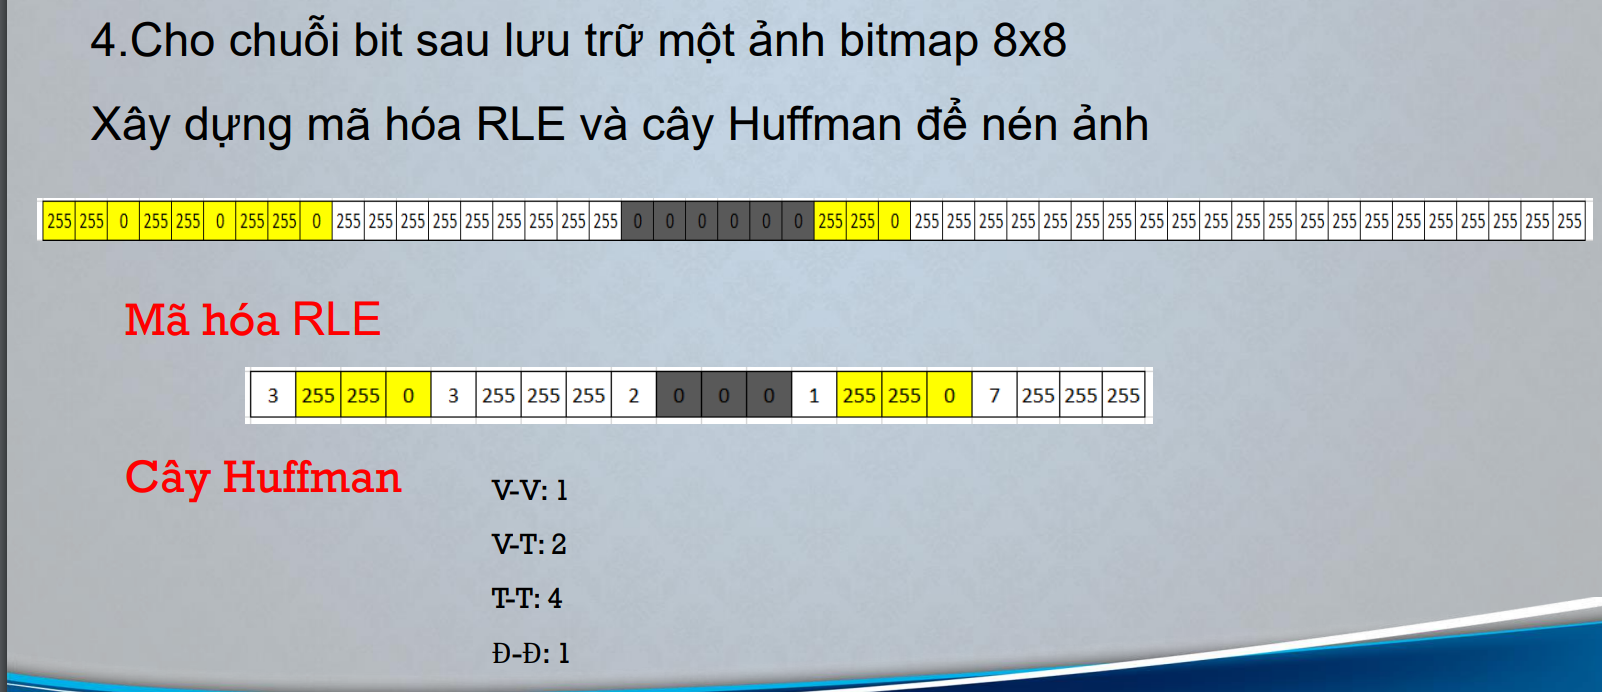 4.Cho chuỗi bit sau lưu trữ một ảnh bitmap 8x8
Xây dựng mã hóa RLE và cây Huffman để nén ảnh
255 255 0 255 255 0 255 255 0 255 255 255 255 255 255 255 255 255 0 0 0 0 0 0 255 255 0 255 255 255 255 255 255 255 255 255 255 255 255 255 255 255 255 255 255 255 255 255
Mã hóa RLE
3 255 255 0 3 255 255 255 2 0 0 0 1 255 255 0 7 255 255 255
Cây Huffman
V-V: 1
V-T: 2
T-T: 4
Đ-Đ: 1